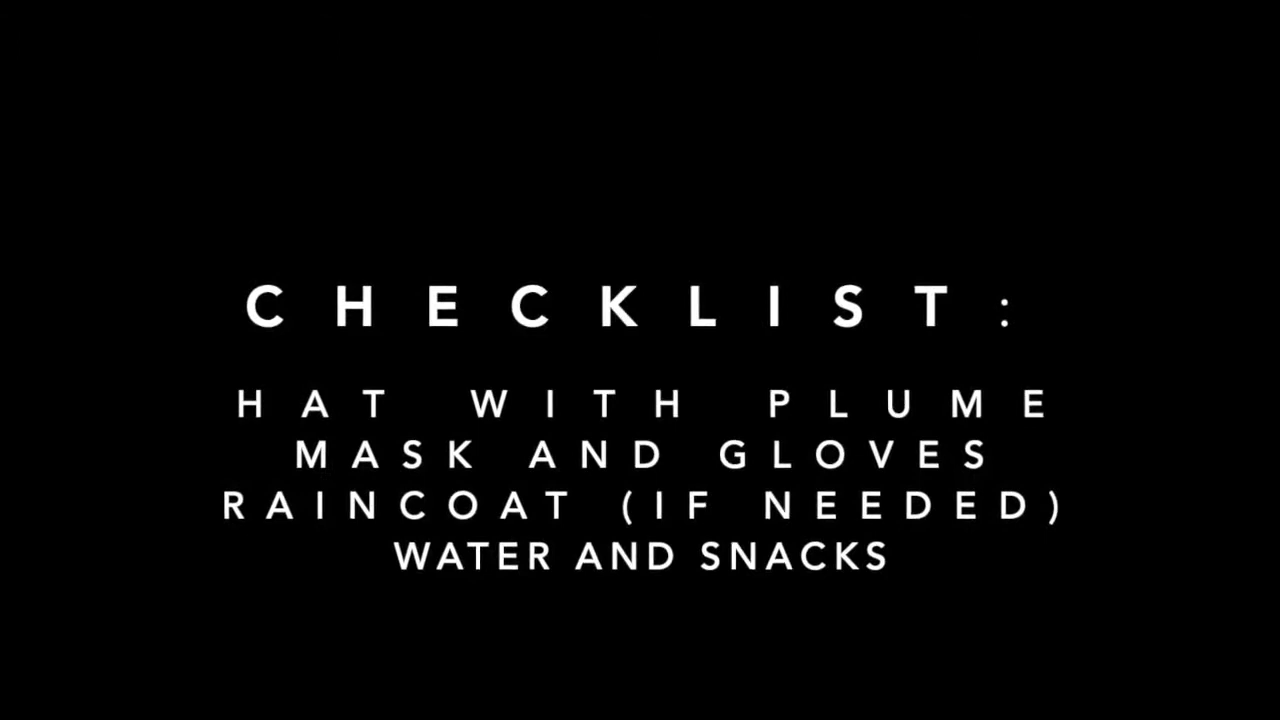 CHECKLIST:
HAT WITH PLUME
MASK AND GLOVES
RAINCOAT (IF NEEDED)
WATER AND SNACKS